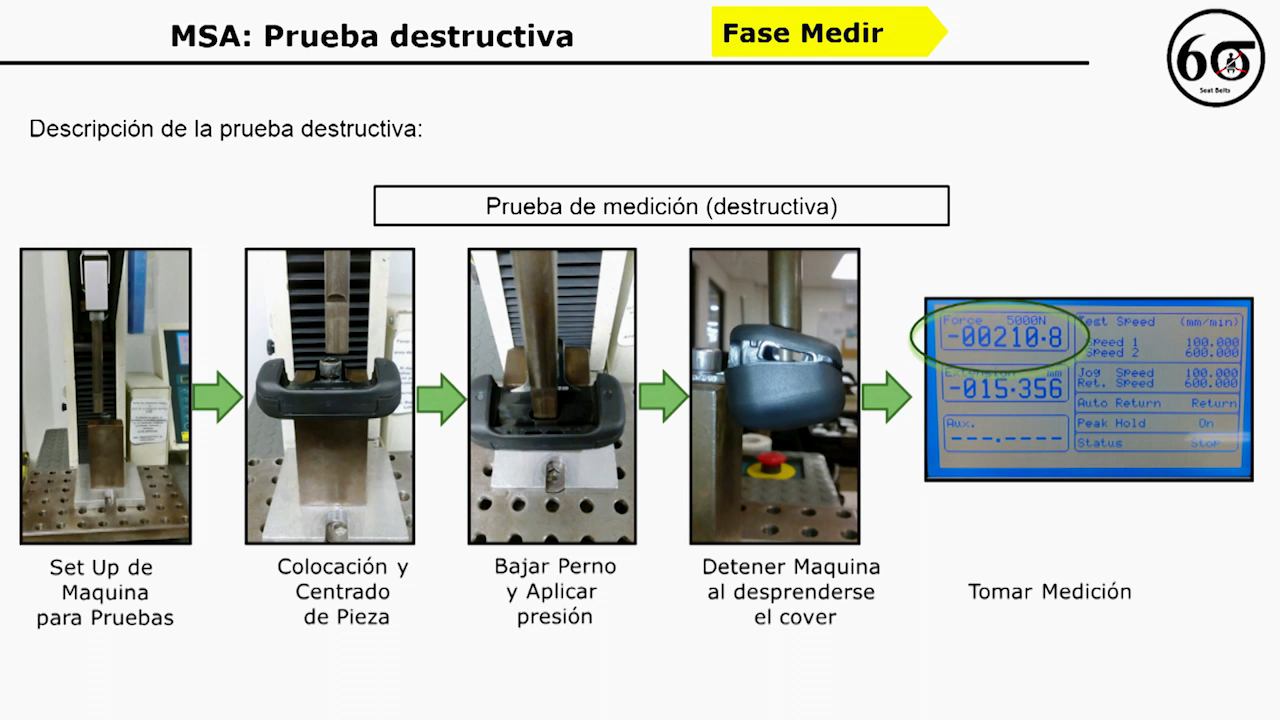 MSA: Prueba destructiva
Fase Medir
6σ
Seat Belts
Descripción de la prueba destructiva:
Prueba de medición (destructiva)
Set Up de
Maquina
para Pruebas
Colocación y
Centrado
de Pieza
Bajar Perno
y Aplicar
presión
Detener Maquina
al desprenderse
el cover
Tomar Medición
Force 5000N
-00210.8
Extension mm
-015.356
Aux.
---.----
Test Speed (mm/min)
Speed 1 100.000
Speed 2 600.000
Jog Speed 100.000
Ret. Speed 600.000
Auto Return Return
Peak Hold On
Status Stop